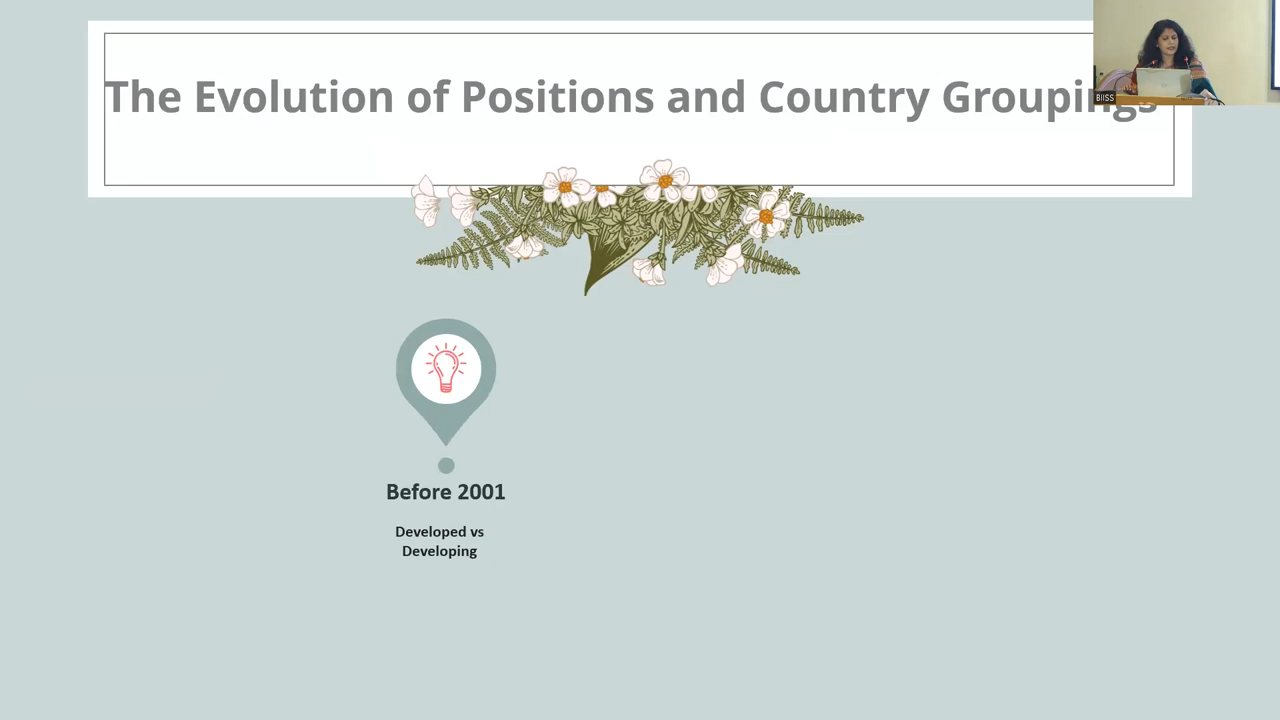 The Evolution of Positions and Country Groupings
BIISS
Before 2001
Developed vs
Developing